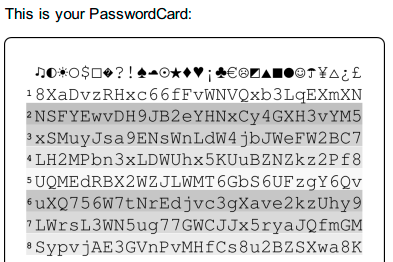 This is your PasswordCard:
♫◐☀○$□�?!♠☁⊙★♦♥¡♣€☹◩▲■●☺☂¥△¿£
1 8XaDvzRHxc66fFvWNVQxb3LqEXmXN
2 NSFYEwvDH9JB2eYHNxCy4GXH3vYM5
3 xSMuyJsa9ENsWnLdW4jbJWeFW2BC7
4 LH2MPbn3xLDWUhx5KUuBZNZkz2Pf8
5 UQMEdRBX2WZJLWMT6GbS6UFzgY6Qv
6 uXQ756W7tNrEdjvc3gXave2kzUhy9
7 LWrsL3WN5ug77GWCJJx5ryaJQfmGM
8 SypvjAE3GVnPvMHfCs8u2BZSXwa8K